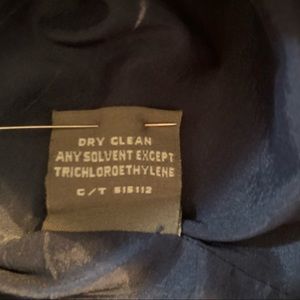 DRY CLEAN
ANY SOLVENT EXCEPT
TRICHLOROETHYLENE
C/T 515112